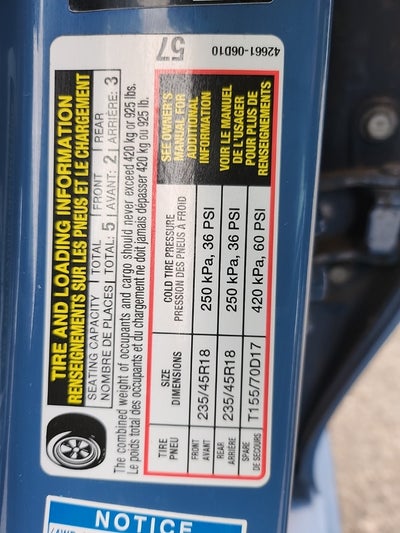 TIRE AND LOADING INFORMATION
RENSEIGNEMENTS SUR LES PNEUS ET LE CHARGEMENT
SEATING CAPACITY | TOTAL | FRONT | REAR
NOMBRE DE PLACES | TOTAL: 5 | AVANT: 2 | ARRIÈRE: 3
The combined weight of occupants and cargo should never exceed 420 kg or 925 lbs.
Le poids total des occupants et du chargement ne doit jamais dépasser 420 kg ou 925 lb.
TIRE PNEU | SIZE DIMENSIONS | COLD TIRE PRESSURE PRESSION DES PNEUS À FROID
FRONT AVANT | 235/45R18 | 250 kPa, 36 PSI
REAR ARRIÈRE | 235/45R18 | 250 kPa, 36 PSI
SPARE DE SECOURS | T155/70D17 | 420 kPa, 60 PSI
SEE OWNER'S
MANUAL FOR
ADDITIONAL
INFORMATION
VOIR LE MANUEL
DE L'USAGER
POUR PLUS DE
RENSEIGNEMENTS
57
42661-06D10
NOTICE